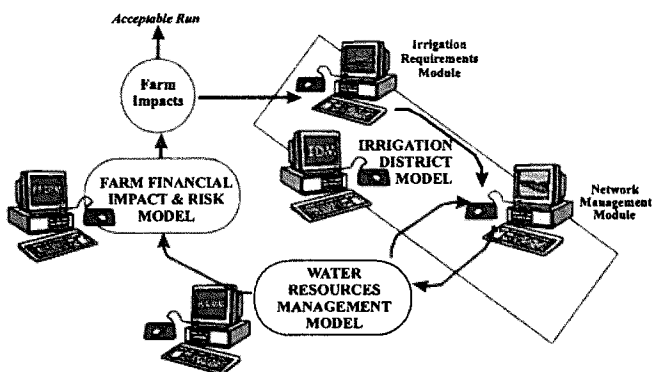 Acceptable Run
Farm
Impacts
Irrigation
Requirements
Module
IRRIGATION
DISTRICT
MODEL
FARM FINANCIAL
IMPACT & RISK
MODEL
Network
Management
Module
WATER
RESOURCES
MANAGEMENT
MODEL